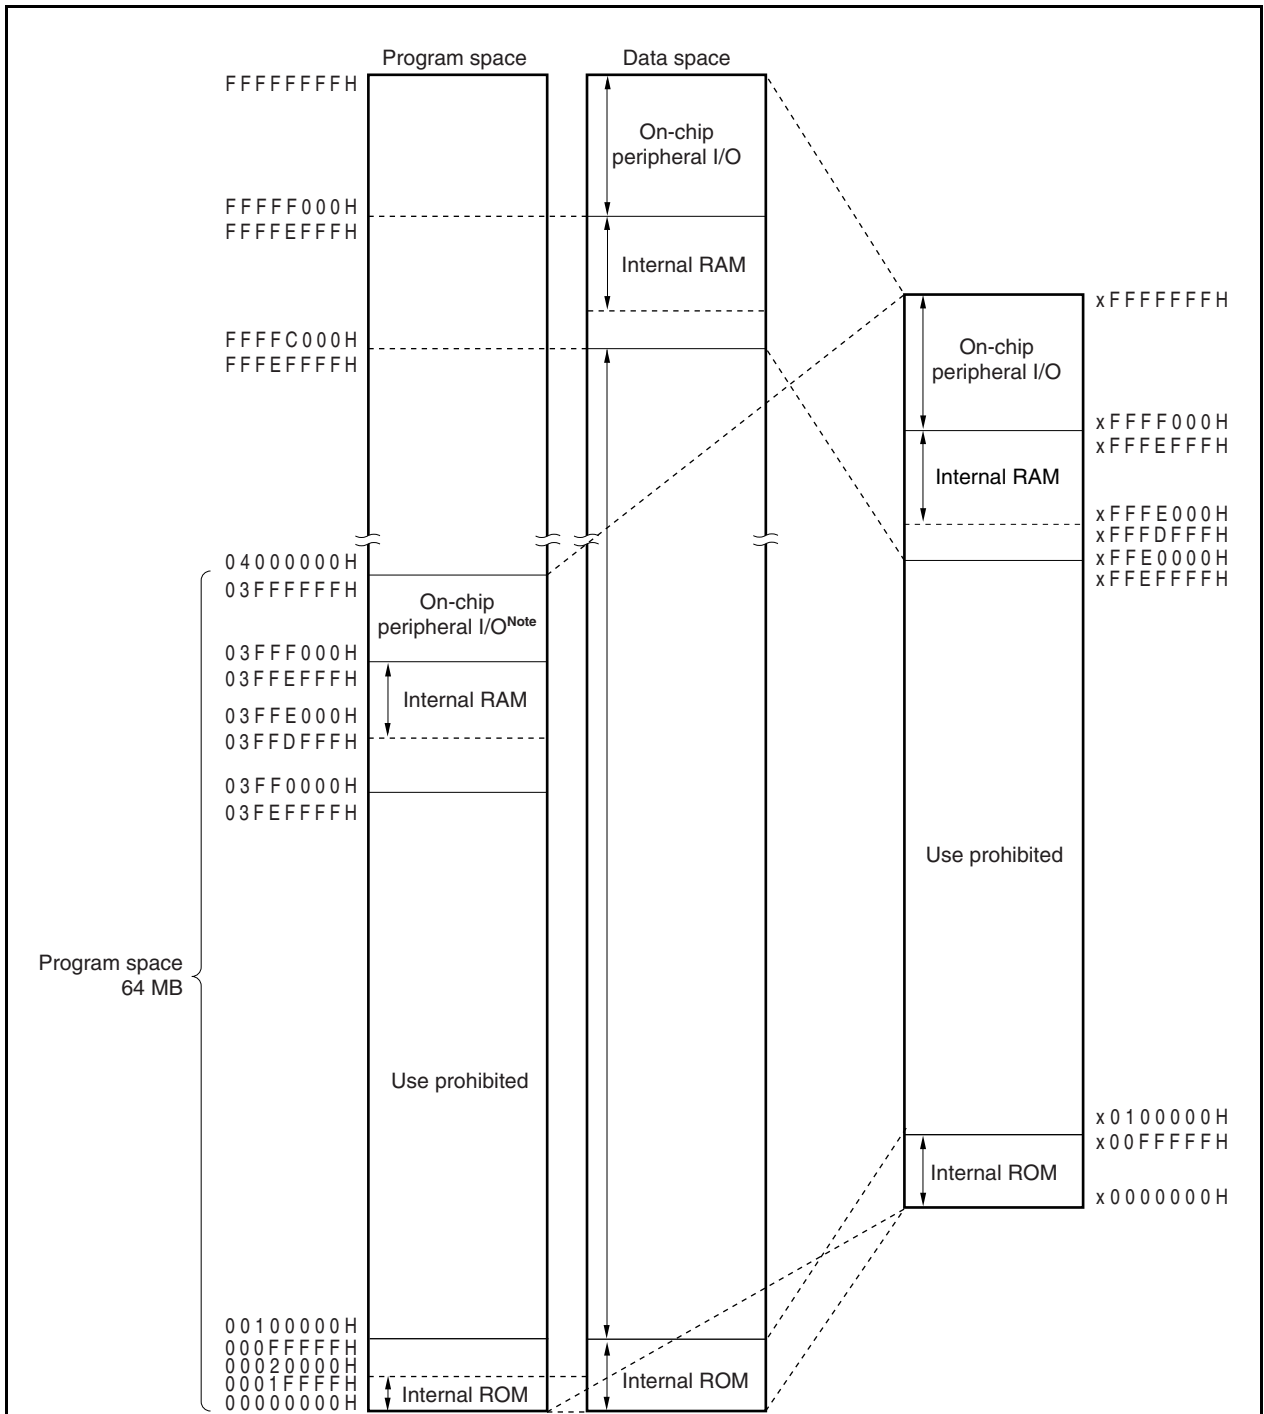 Program space
Data space
FFFFFFFFH
On-chip
peripheral I/O
FFFFF000H
FFFFEFFFH
Internal RAM
FFFFC000H
FFFEFFFFH
xFFFFFFFH
On-chip
peripheral I/O
xFFFF000H
xFFFEFFFH
Internal RAM
xFFFE000H
xFFFDFFFH
xFFE0000H
xFFEFFFFH
04000000H
03FFFFFFH
On-chip
peripheral I/ONote
03FFF000H
03FFEFFFH
Internal RAM
03FFE000H
03FFDFFFH
03FF0000H
03FEFFFFH
Use prohibited
Program space
64 MB
Use prohibited
x0100000H
x00FFFFFH
Internal ROM
x0000000H
00100000H
000FFFFFH
00020000H
0001FFFFH
00000000H
Internal ROM
Internal ROM